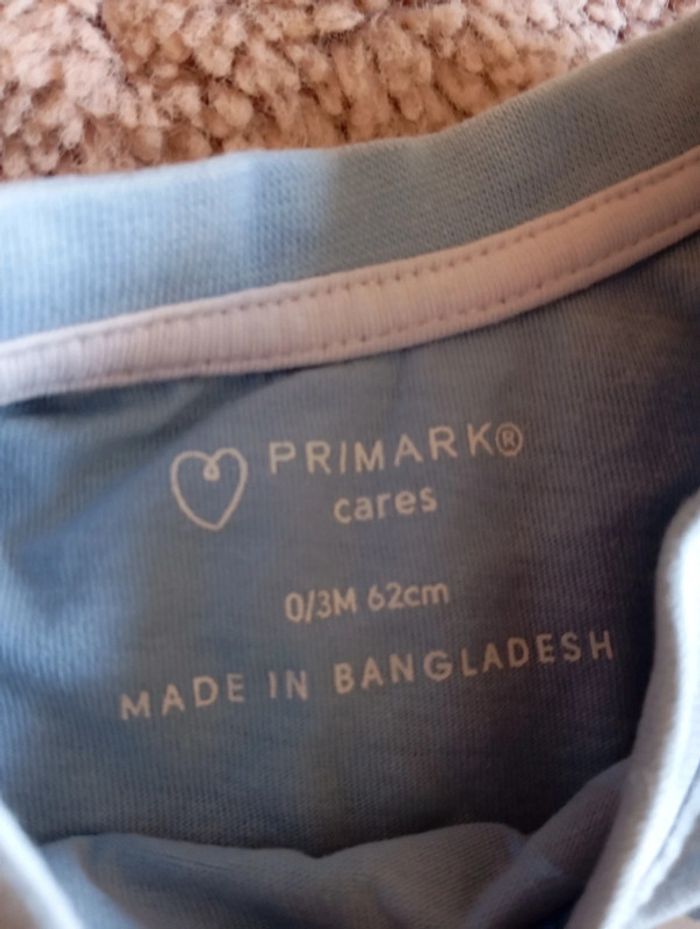 PRIMARK®
cares
0/3M 62cm
MADE IN BANGLADESH